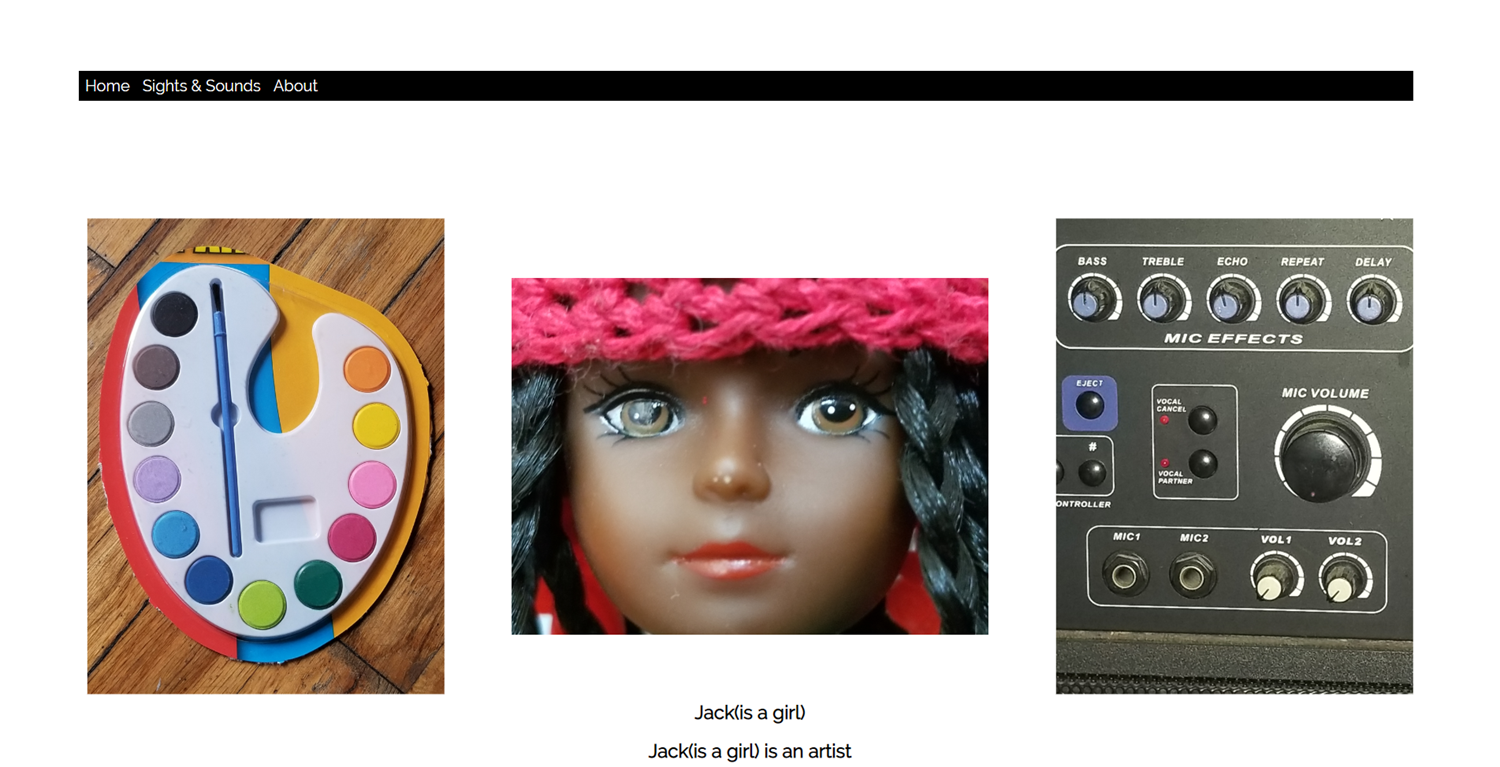 Home Sights & Sounds About
BASS TREBLE ECHO REPEAT DELAY
MIC EFFECTS
EJECT
VOCAL
CANCEL
MIC VOLUME
#
VOCAL
PARTNER
ONTROLLER
MIC1 MIC2 VOL1 VOL2
Jack(is a girl)
Jack(is a girl) is an artist